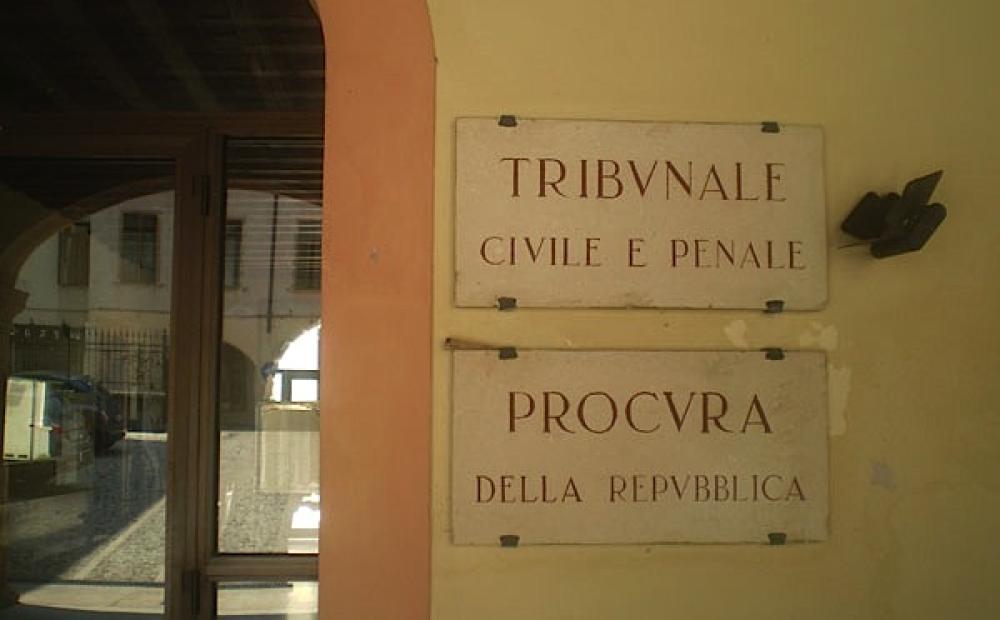 TRIBVNALE
CIVILE E PENALE
PROCVRA
DELLA REPVBBLICA